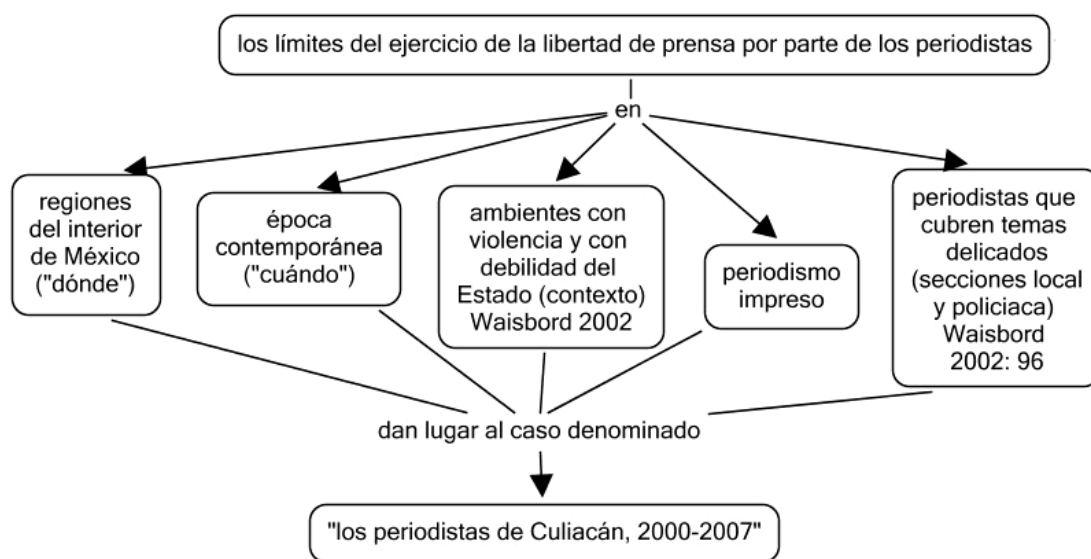 los límites del ejercicio de la libertad de prensa por parte de los periodistas
en
regiones
del interior
de México
("dónde")
época
contemporánea
("cuándo")
ambientes con
violencia y con
debilidad del
Estado (contexto)
Waisbord 2002
periodismo
impreso
periodistas que
cubren temas
delicados
(secciones local
y policiaca)
Waisbord
2002: 96
dan lugar al caso denominado
"los periodistas de Culiacán, 2000-2007"